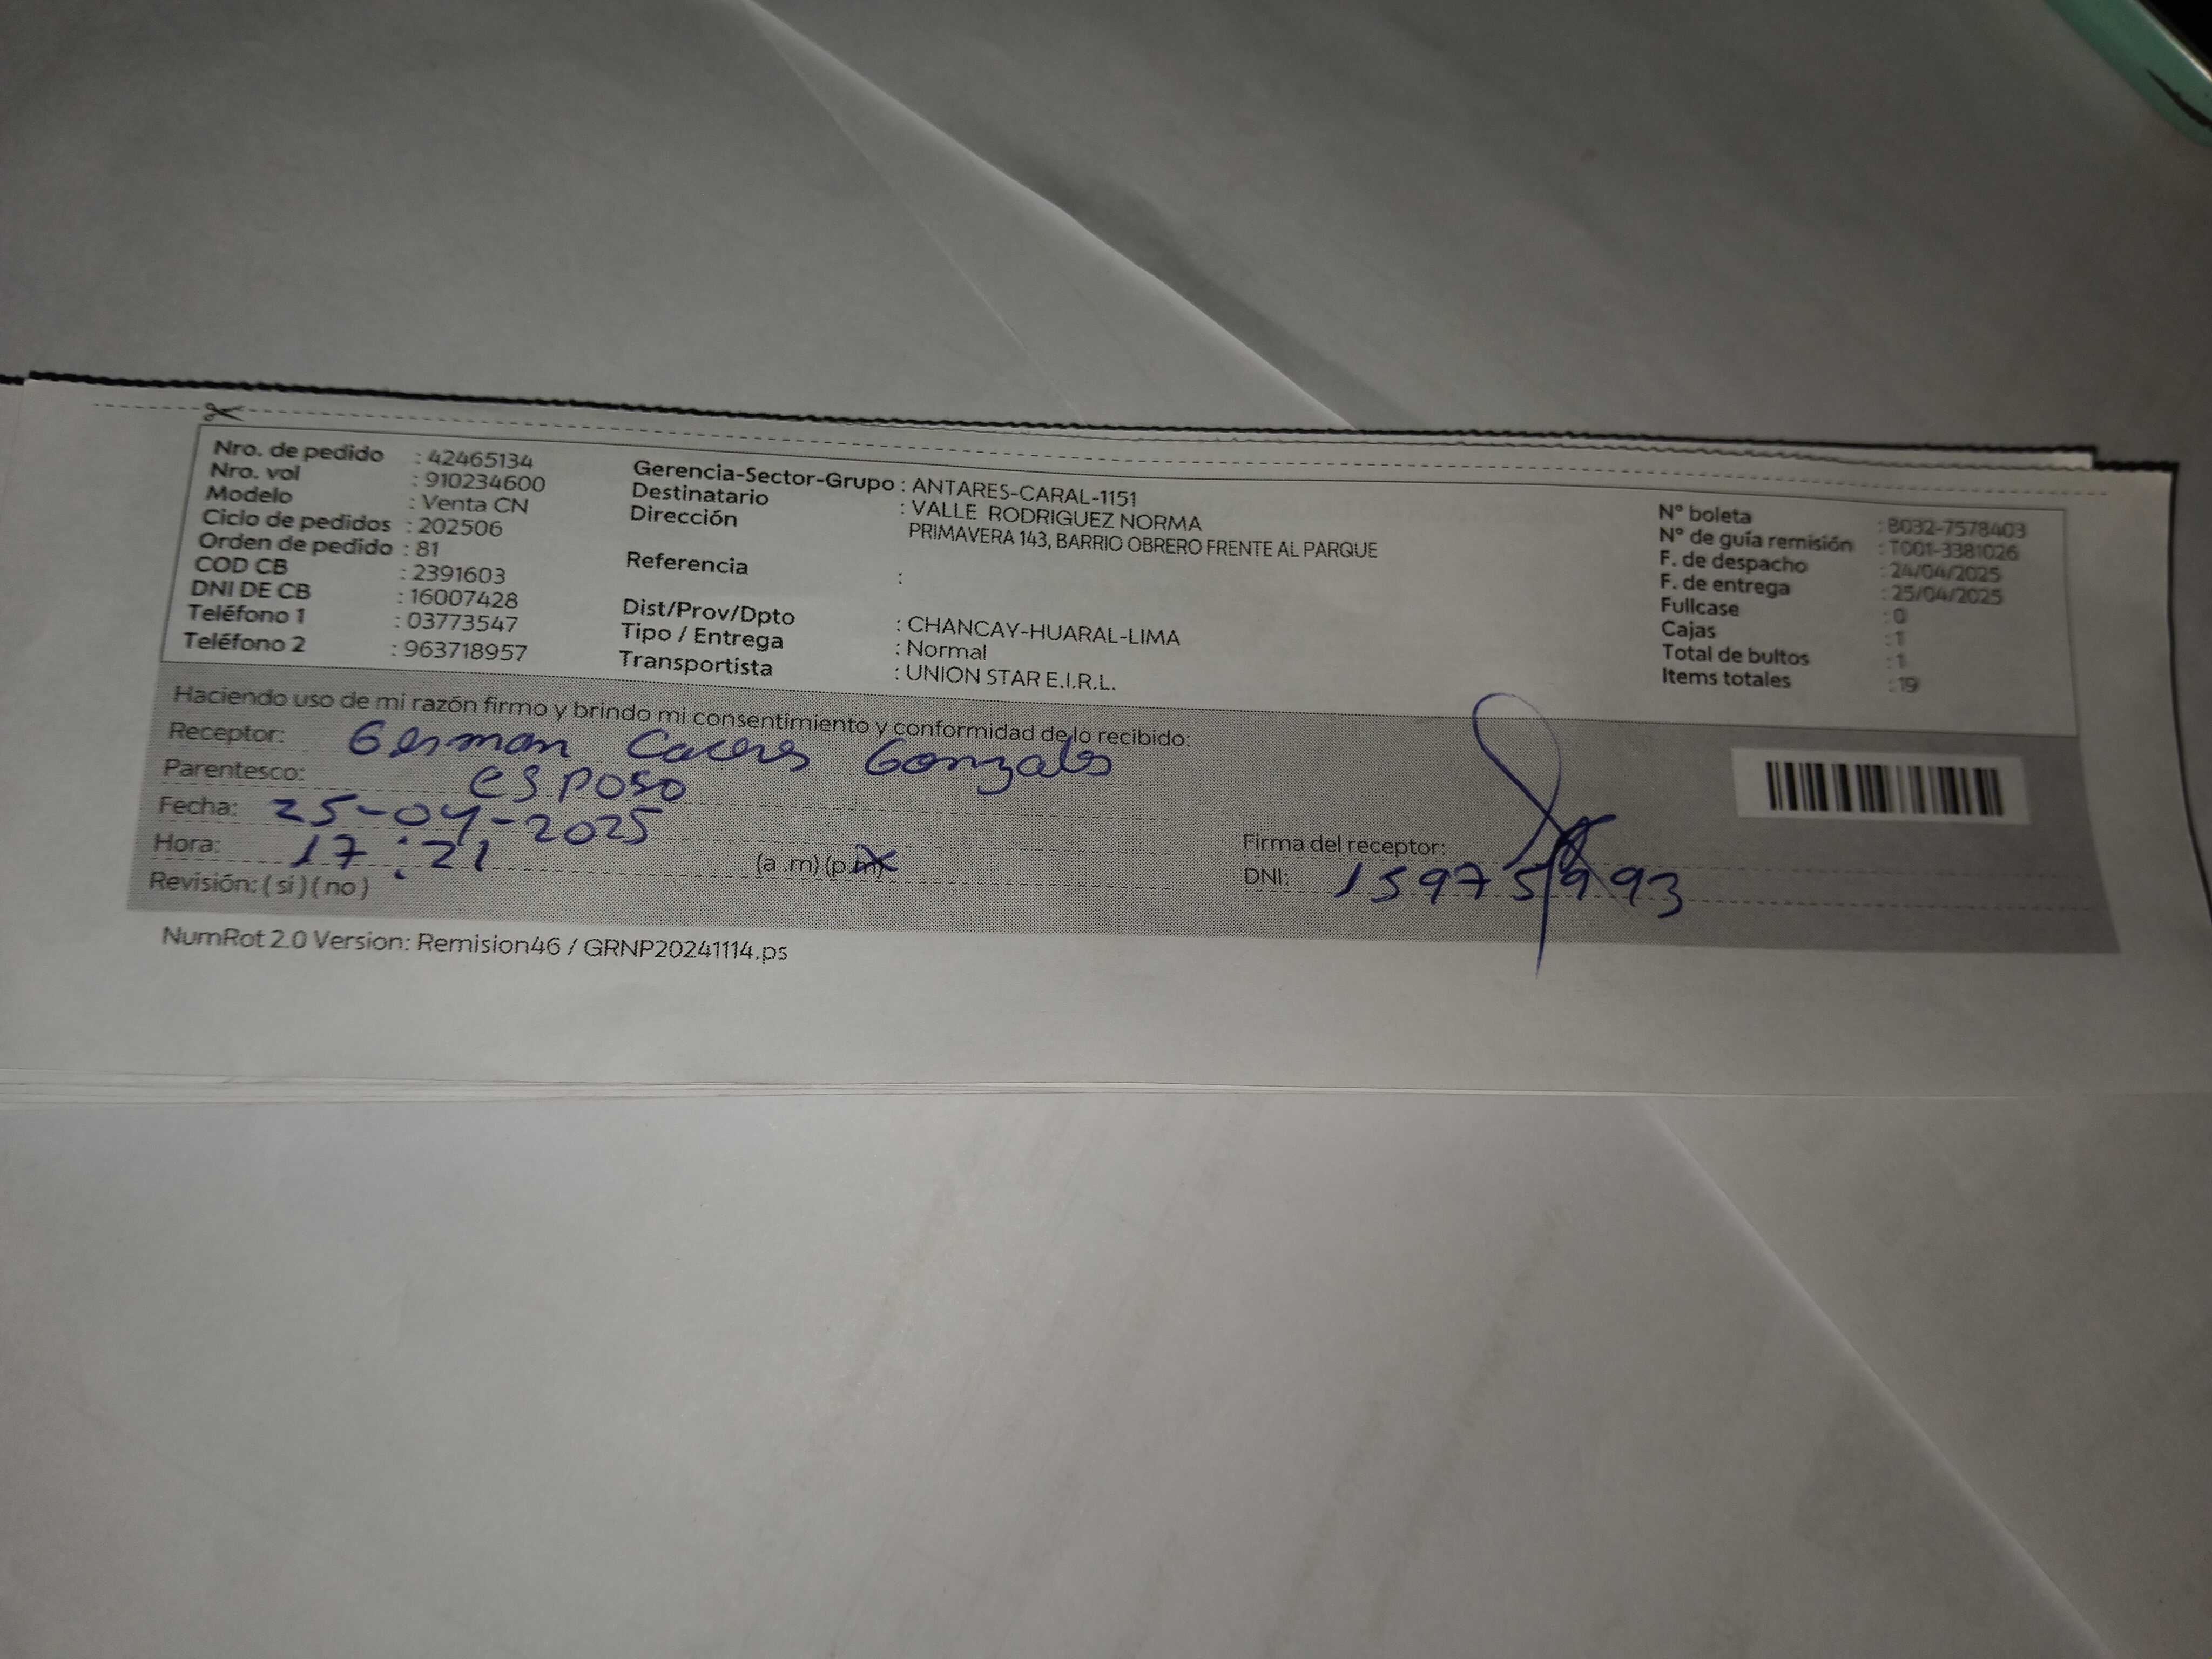 Nro. de pedido : 42465134
Nro. vol : 910234600
Modelo : Venta CN
Ciclo de pedidos : 202506
Orden de pedido : 81
COD CB : 2391603
DNI DE CB : 16007428
Teléfono 1 : 03773547
Teléfono 2 : 963718957
Gerencia-Sector-Grupo : ANTARES-CARAL-1151
Destinatario : VALLE RODRIGUEZ NORMA
Dirección PRIMAVERA 143, BARRIO OBRERO FRENTE AL PARQUE
Referencia :
Dist/Prov/Dpto : CHANCAY-HUARAL-LIMA
Tipo / Entrega : Normal
Transportista : UNION STAR E.I.R.L.
N° boleta : B032-7578403
N° de guía remisión : T001-3381026
F. de despacho : 24/04/2025
F. de entrega : 25/04/2025
Fullcase : 0
Cajas : 1
Total de bultos : 1
Items totales : 19
Haciendo uso de mi razón firmo y brindo mi consentimiento y conformidad de lo recibido:
Receptor: German Caceres Gonzales
Parentesco: esposo
Fecha: 25-04-2025
Hora: 17:21 (a .m) (p.m)
Revisión: ( si ) ( no )
Firma del receptor:
DNI: 15975993
NumRot 2.0 Version: Remision46 / GRNP20241114.ps